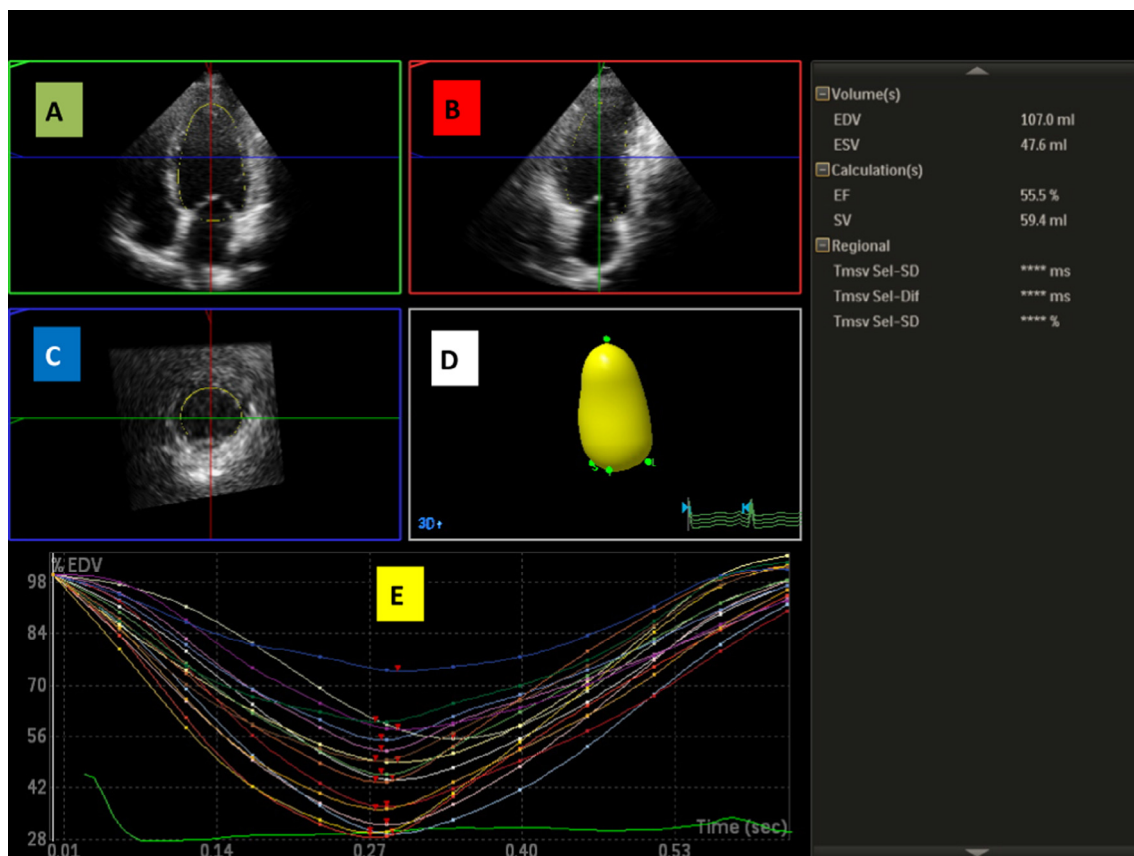 A
B
Volume(s)
EDV 107.0 ml
ESV 47.6 ml
Calculation(s)
EF 55.5 %
SV 59.4 ml
Regional
Tmsv Sel-SD **** ms
Tmsv Sel-Dif **** ms
Tmsv Sel-SD **** %
C
D
S
L
3D
% EDV
E
98
84
70
56
42
28
Time (sec)
0.01 0.14 0.27 0.40 0.53